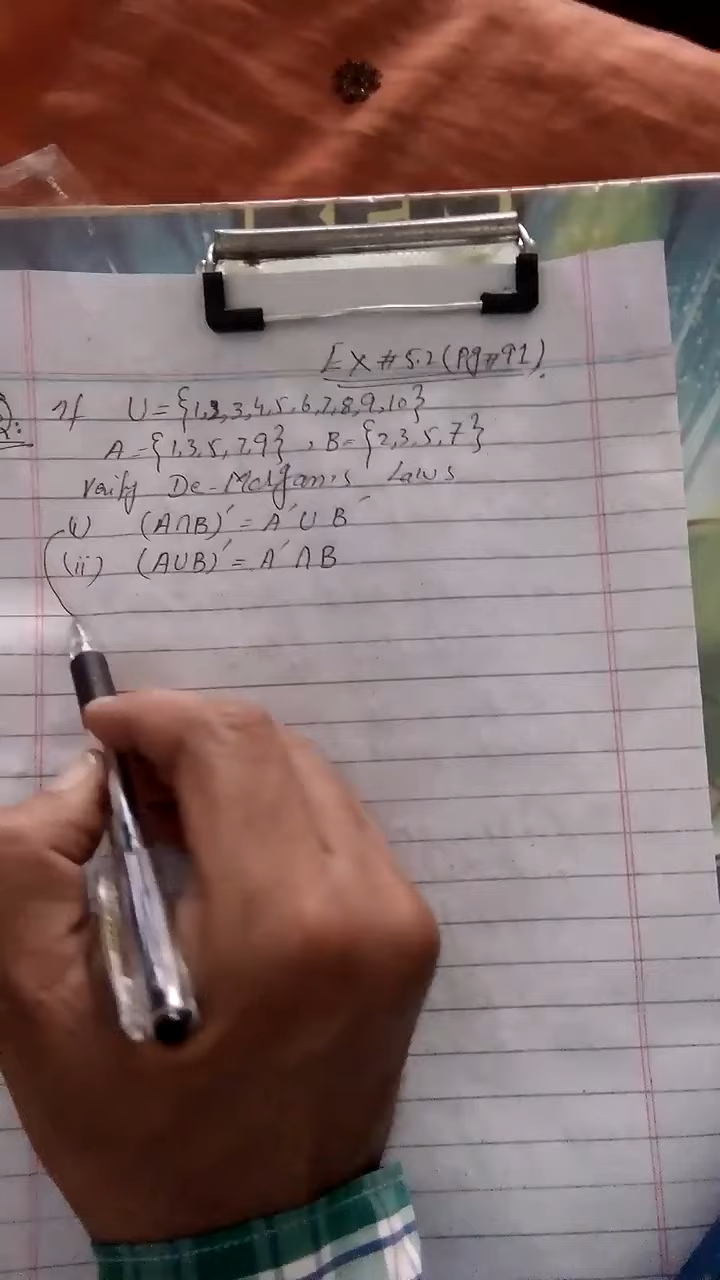 Ex # 5.2 (Pg # 91)
If U = {1,2,3,4,5,6,7,8,9,10}
A = {1,3,5,7,9} , B = {2,3,5,7}
Verify De-Morgan's Laws
(i) (A∩B)′ = A′ ∪ B′
(ii) (A∪B)′ = A′ ∩ B